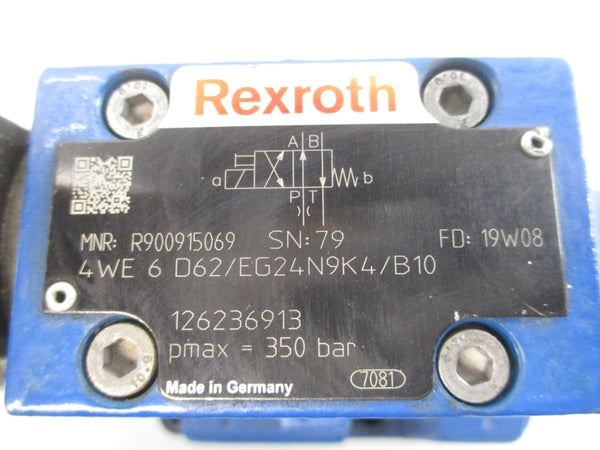 Rexroth
A B
a b
P T
MNR: R900915069 SN: 79 FD: 19W08
4WE 6 D62/EG24N9K4/B10
126236913
pmax = 350 bar
Made in Germany 7081